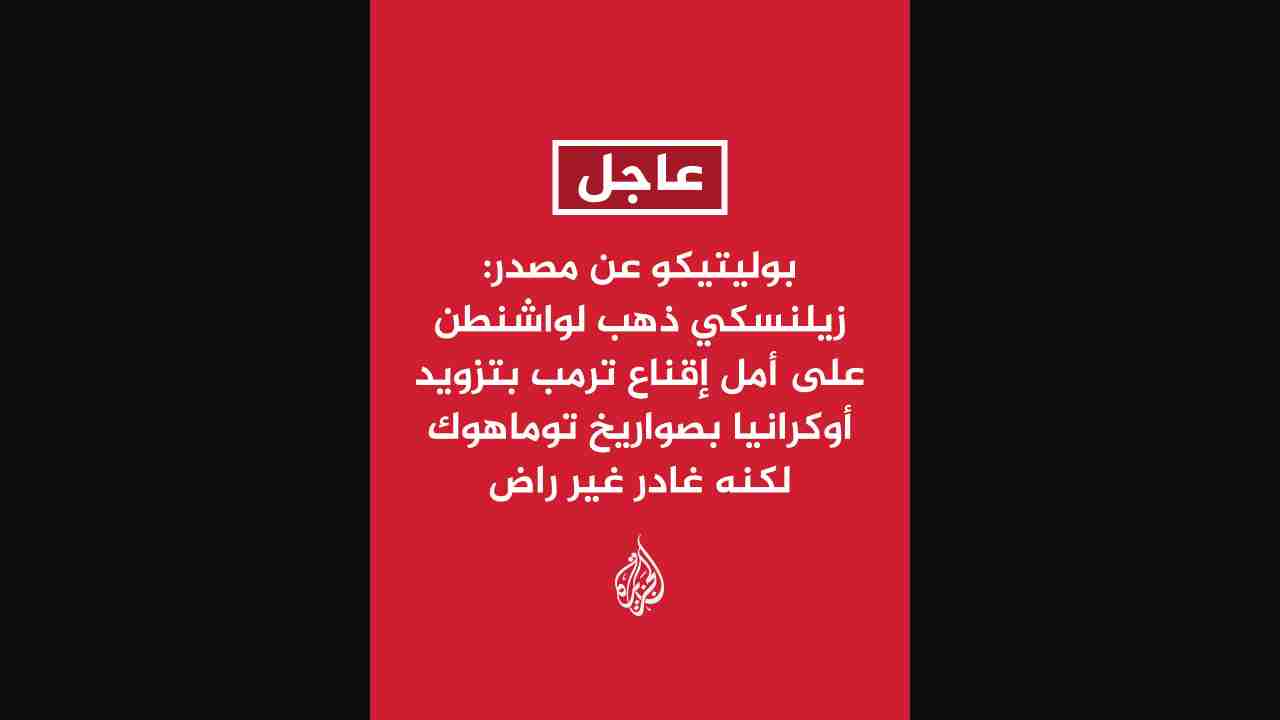 عاجل
بوليتيكو عن مصدر:
زيلنسكي ذهب لواشنطن
على أمل إقناع ترمب بتزويد
أوكرانيا بصواريخ توماهوك
لكنه غادر غير راض
الجزيرة